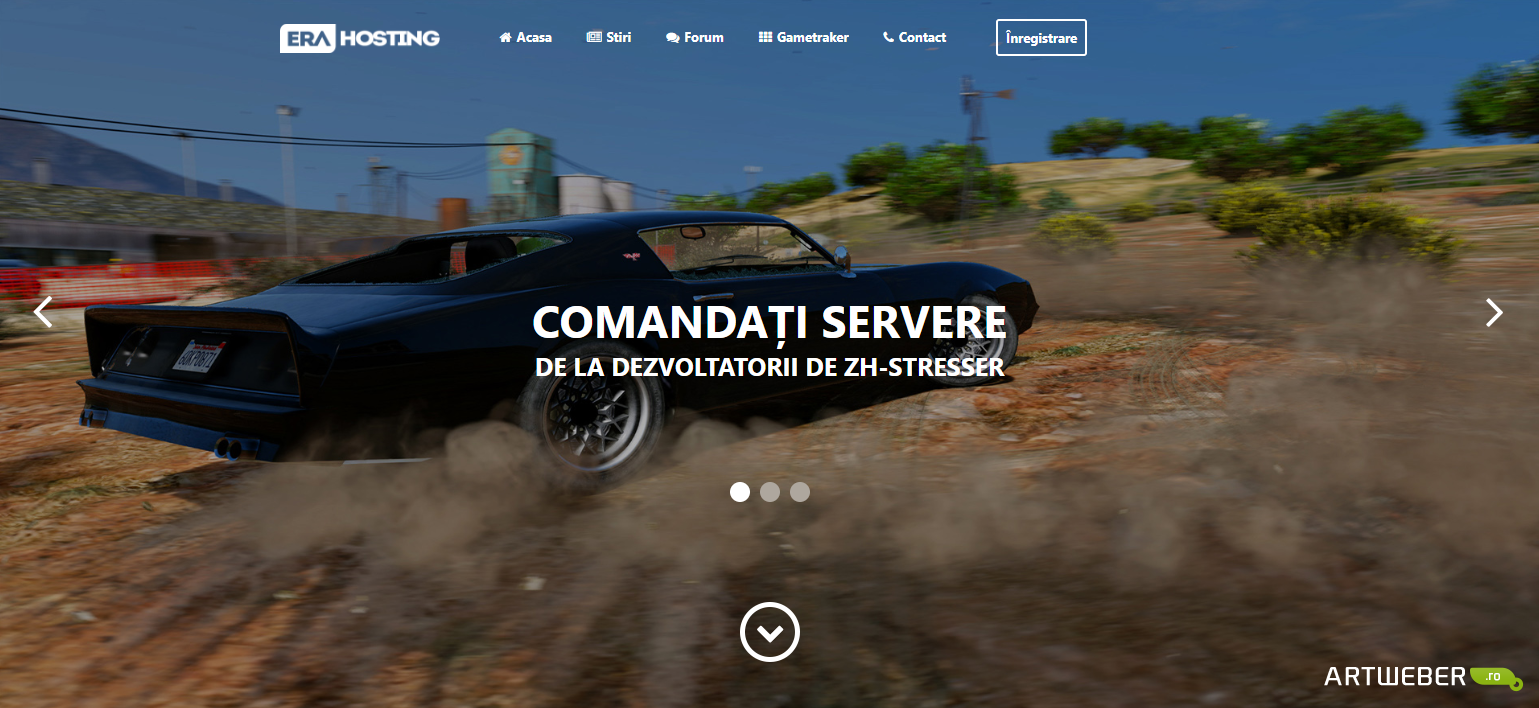 ERA HOSTING
Acasa
Stiri
Forum
Gametraker
Contact
Înregistrare
COMANDAȚI SERVERE
DE LA DEZVOLTATORII DE ZH-STRESSER
ARTWEBER .ro